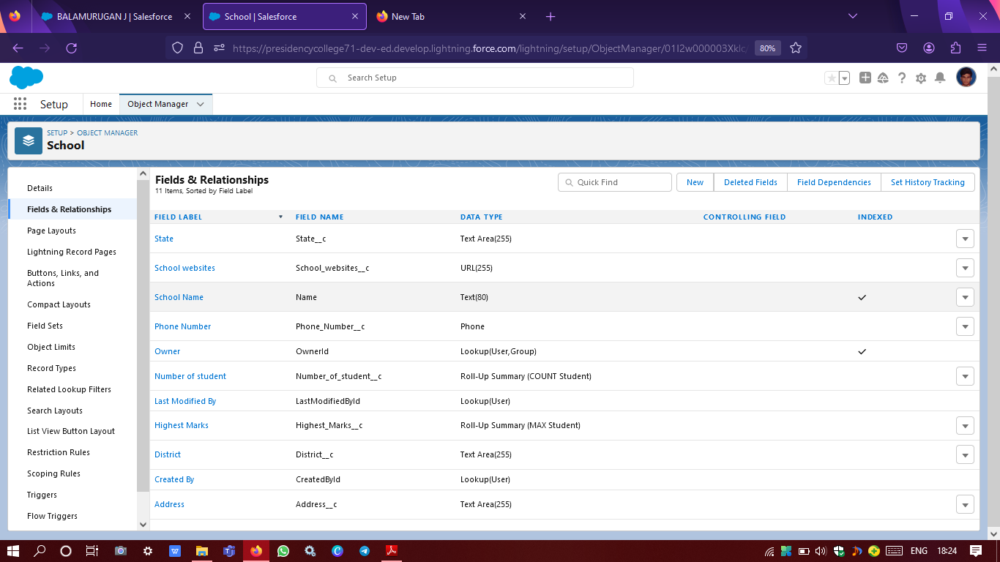 BALAMURUGAN J | Salesforce
School | Salesforce
New Tab
https://presidencycollege71-dev-ed.develop.lightning.force.com/lightning/setup/ObjectManager/01I2w000003Xklc/
80%
Search Setup
Setup
Home
Object Manager
SETUP > OBJECT MANAGER
School
Details
Fields & Relationships
Page Layouts
Lightning Record Pages
Buttons, Links, and
Actions
Compact Layouts
Field Sets
Object Limits
Record Types
Related Lookup Filters
Search Layouts
List View Button Layout
Restriction Rules
Scoping Rules
Triggers
Flow Triggers
Fields & Relationships
11 Items, Sorted by Field Label
Quick Find
New
Deleted Fields
Field Dependencies
Set History Tracking
FIELD LABEL FIELD NAME DATA TYPE CONTROLLING FIELD INDEXED
State State__c Text Area(255)
School websites School_websites__c URL(255)
School Name Name Text(80)
Phone Number Phone_Number__c Phone
Owner OwnerId Lookup(User,Group)
Number of student Number_of_student__c Roll-Up Summary (COUNT Student)
Last Modified By LastModifiedById Lookup(User)
Highest Marks Highest_Marks__c Roll-Up Summary (MAX Student)
District District__c Text Area(255)
Created By CreatedById Lookup(User)
Address Address__c Text Area(255)
ENG 18:24